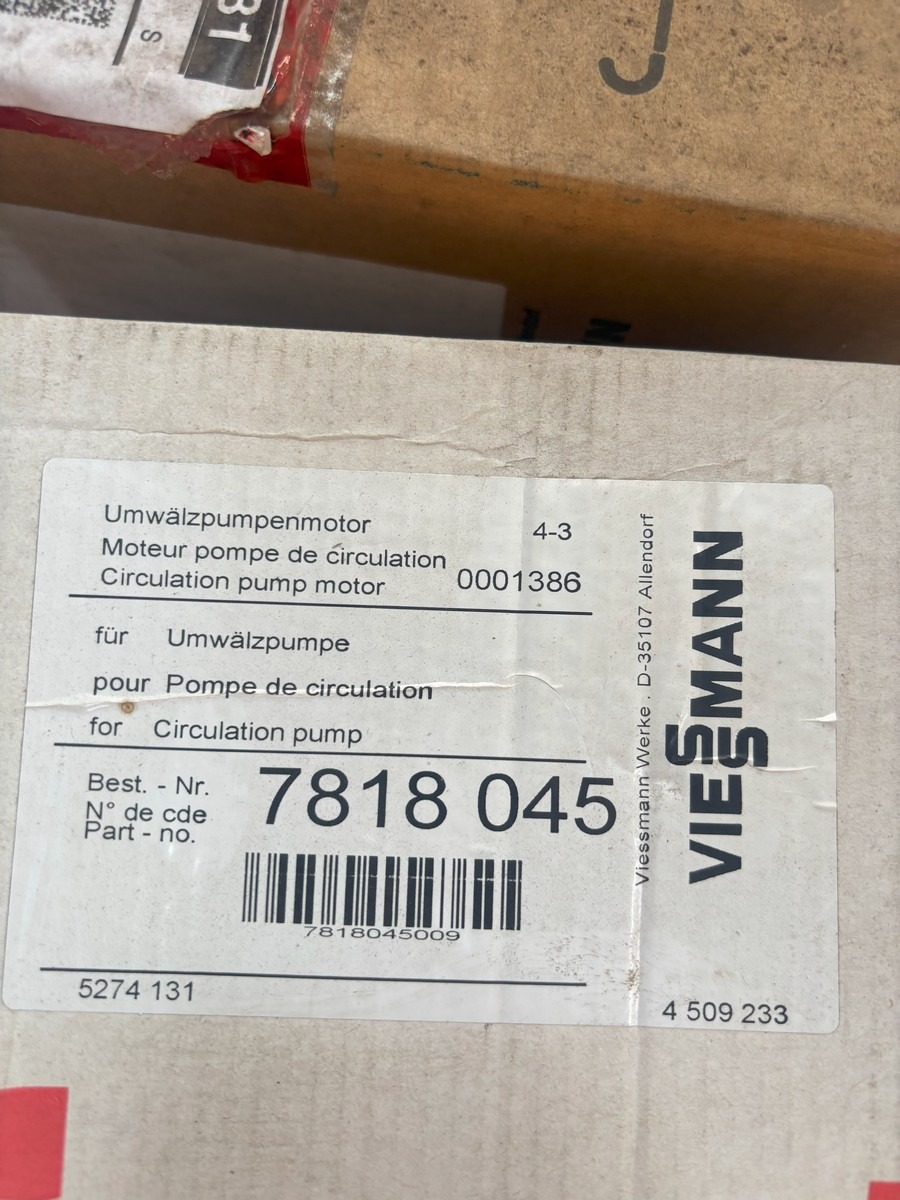 81
S
N
Umwälzpumpenmotor 4-3
Moteur pompe de circulation
Circulation pump motor 0001386
für Umwälzpumpe
pour Pompe de circulation
for Circulation pump
Best. - Nr.
N° de cde
Part - no.
7818 045
7818045009
5274 131
Viessmann Werke . D-35107 Allendorf
VIESSMANN
4 509 233